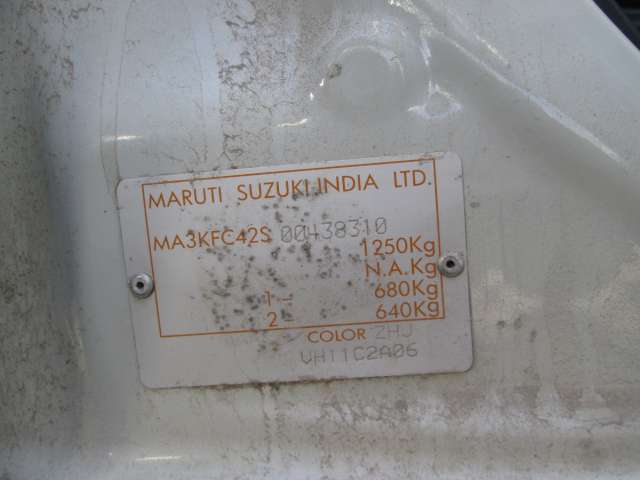 MARUTI SUZUKI INDIA LTD.
MA3KFC42S 00438310
1250Kg
N.A.Kg
1 - 680Kg
2 - 640Kg
COLOR ZHJ
VH11C2A06